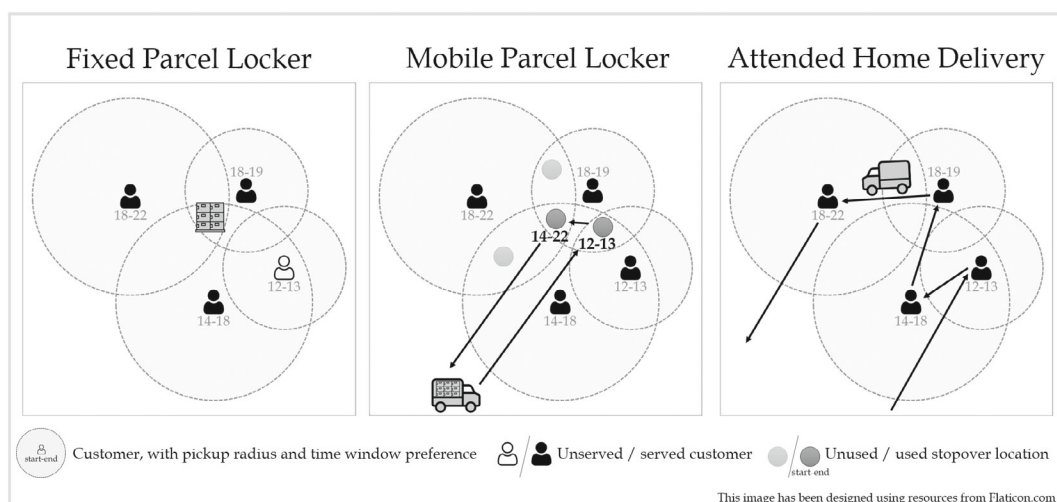 Fixed Parcel Locker
Mobile Parcel Locker
Attended Home Delivery
18-19
18-22
12-13
14-18
18-19
18-22
14-22
12-13
12-13
14-18
18-19
18-22
12-13
14-18
start-end
Customer, with pickup radius and time window preference
Unserved / served customer
start-end
Unused / used stopover location
This image has been designed using resources from Flaticon.com